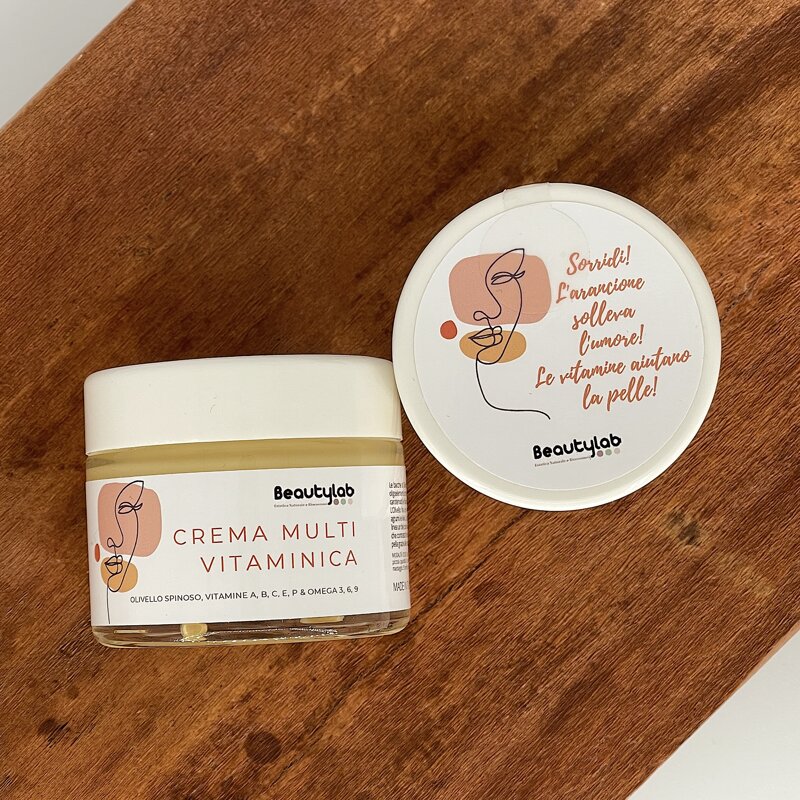 Sorridi!
L'arancione
solleva
l'umore!
Le vitamine aiutano
la pelle!
Beautylab
Beautylab
CREMA MULTI
VITAMINICA
OLIVELLO SPINOSO, VITAMINE A, B, C, E, P & OMEGA 3, 6, 9